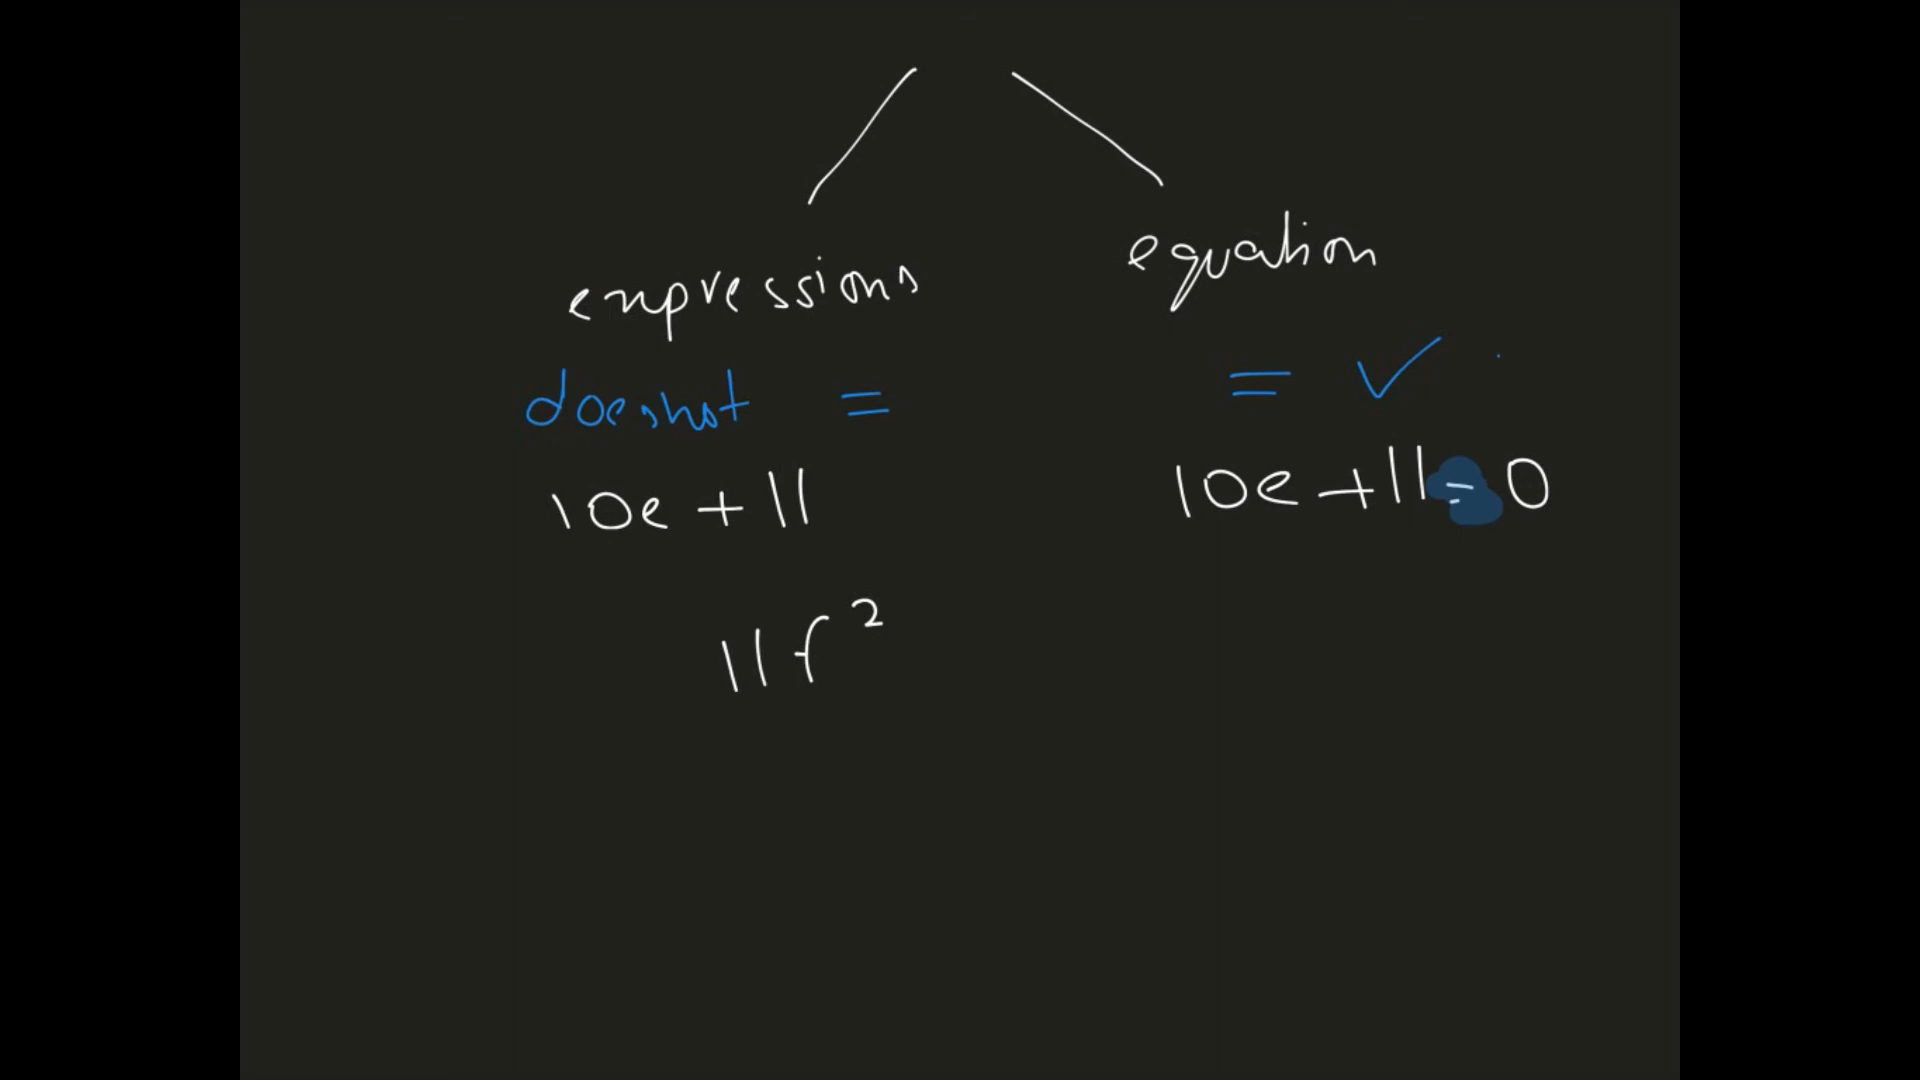 expressions
equation
doesnot =
= ✓
10e + 11
10e + 11 = 0
11f²